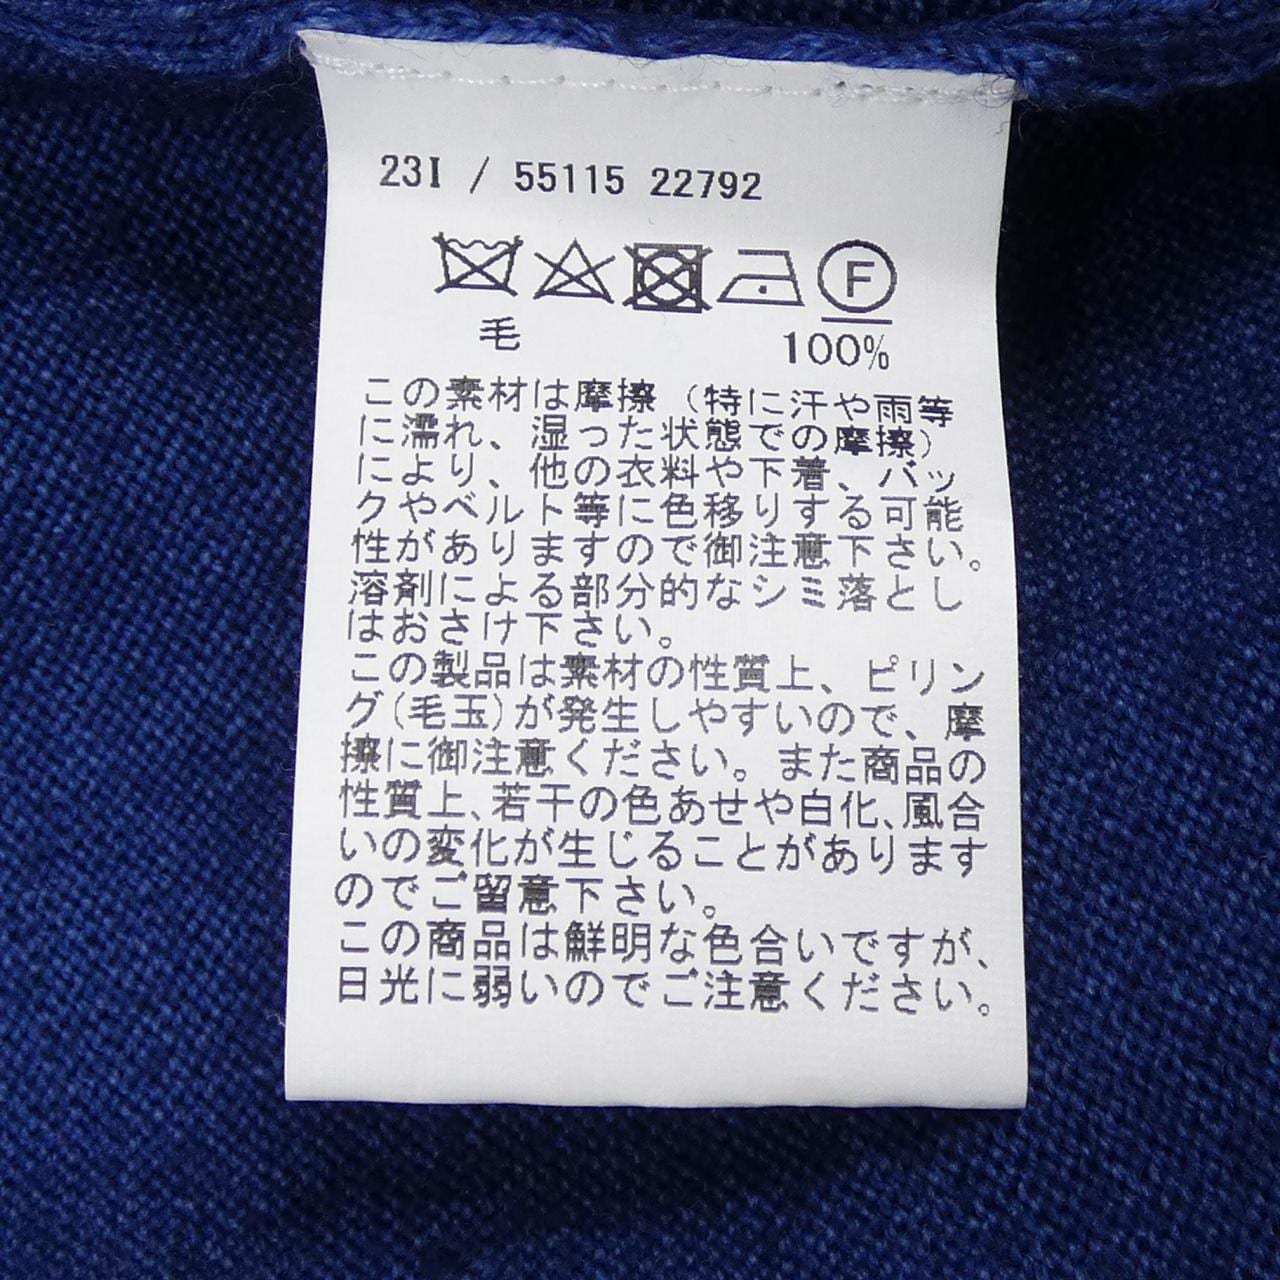 23I / 55115 22792
F
毛 100%
この素材は摩擦（特に汗や雨等
に濡れ、湿った状態での摩擦）
により、他の衣料や下着、バッ
クやベルト等に色移りする可能
性がありますので御注意下さい。
溶剤による部分的なシミ落とし
はおさけ下さい。
この製品は素材の性質上、ピリン
グ(毛玉)が発生しやすいので、摩
擦に御注意ください。また商品の
性質上、若干の色あせや白化、風合
いの変化が生じることがあります
のでご留意下さい。
この商品は鮮明な色合いですが、
日光に弱いのでご注意ください。